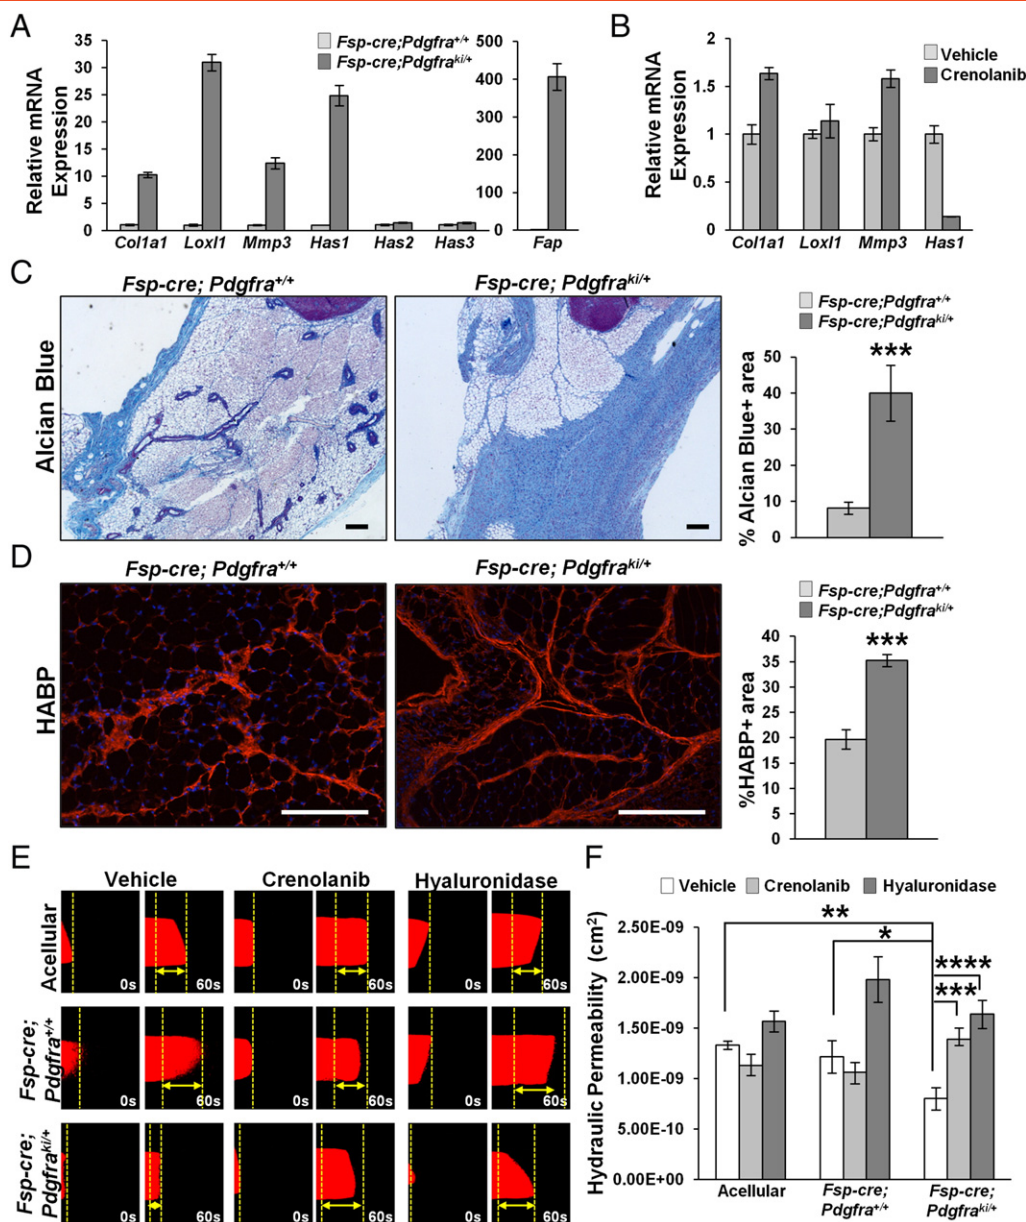 A
Relative mRNA
Expression
35
30
25
20
15
10
5
0
Fsp-cre;Pdgfra+/+
Fsp-cre;Pdgfraki/+
Col1a1 Loxl1 Mmp3 Has1 Has2 Has3
500
400
300
200
100
0
Fap
B
Relative mRNA
Expression
2
1.5
1
0.5
0
Vehicle
Crenolanib
Col1a1 Loxl1 Mmp3 Has1
C
Fsp-cre; Pdgfra+/+
Fsp-cre; Pdgfraki/+
Alcian Blue
Fsp-cre;Pdgfra+/+
Fsp-cre;Pdgfraki/+
% Alcian Blue+ area
50
40
30
20
10
0
***
D
Fsp-cre; Pdgfra+/+
Fsp-cre; Pdgfraki/+
HABP
Fsp-cre;Pdgfra+/+
Fsp-cre;Pdgfraki/+
%HABP+ area
40
35
30
25
20
15
10
5
0
***
E
Vehicle Crenolanib Hyaluronidase
Acellular
0s 60s 0s 60s 0s 60s
Fsp-cre;
Pdgfra+/+
0s 60s 0s 60s 0s 60s
Fsp-cre;
Pdgfraki/+
0s 60s 0s 60s 0s 60s
F
Vehicle Crenolanib Hyaluronidase
Hydraulic Permeability (cm2)
2.50E-09
2.00E-09
1.50E-09
1.00E-09
5.00E-10
0.00E+00
**
*
****
***
Acellular
Fsp-cre;
Pdgfra+/+
Fsp-cre;
Pdgfraki/+